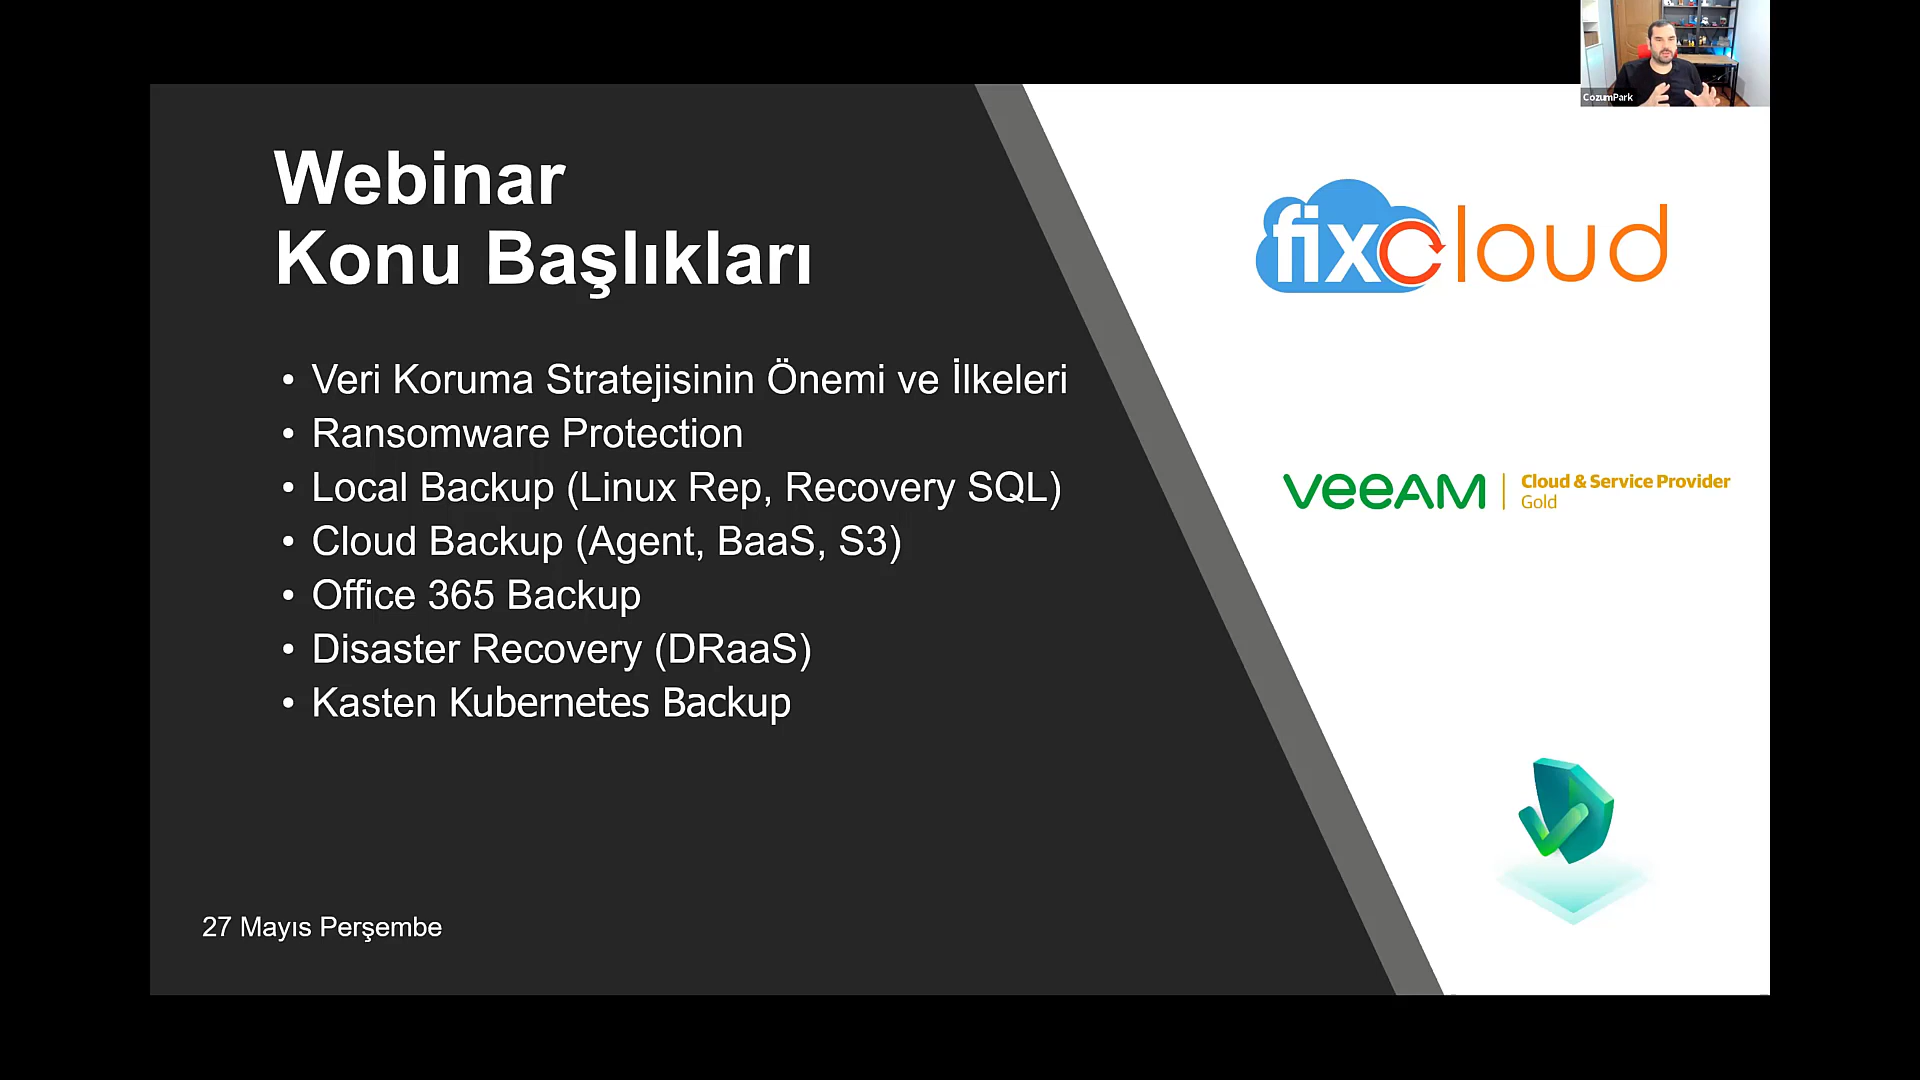 CozumPark
Webinar
Konu Başlıkları
fixcloud
• Veri Koruma Stratejisinin Önemi ve İlkeleri
• Ransomware Protection
• Local Backup (Linux Rep, Recovery SQL)
• Cloud Backup (Agent, BaaS, S3)
• Office 365 Backup
• Disaster Recovery (DRaaS)
• Kasten Kubernetes Backup
veeAM
Cloud & Service Provider
Gold
27 Mayıs Perşembe